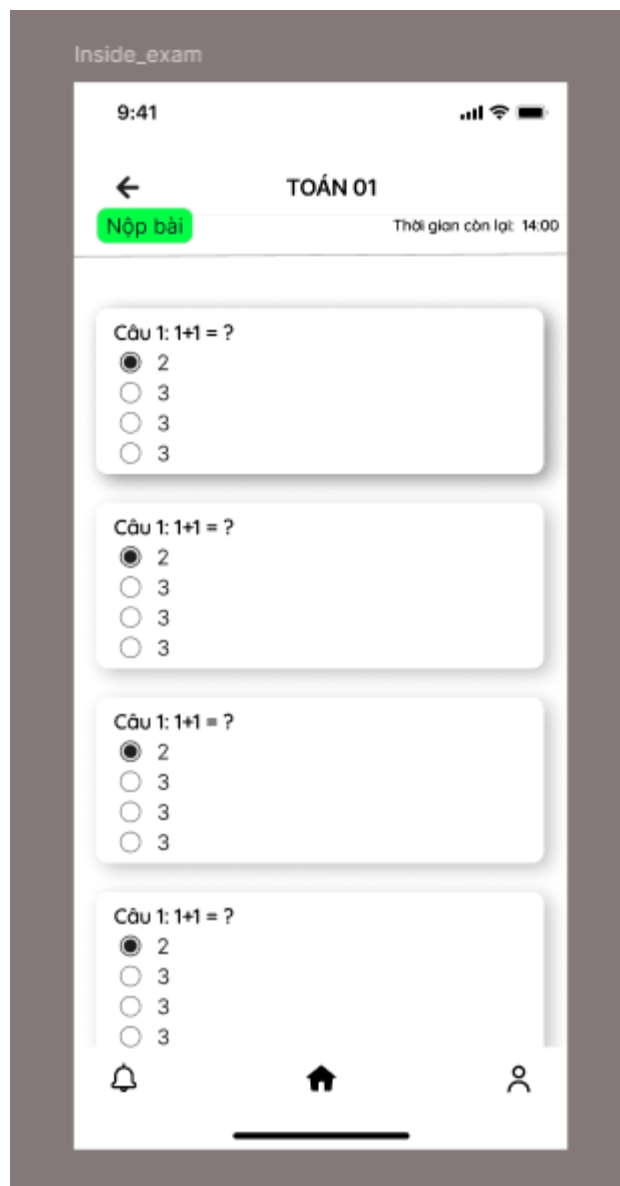 Inside_exam
9:41
TOÁN 01
Nộp bài
Thời gian còn lại: 14:00
Câu 1: 1+1 = ?
2
3
3
3
Câu 1: 1+1 = ?
2
3
3
3
Câu 1: 1+1 = ?
2
3
3
3
Câu 1: 1+1 = ?
2
3
3
3